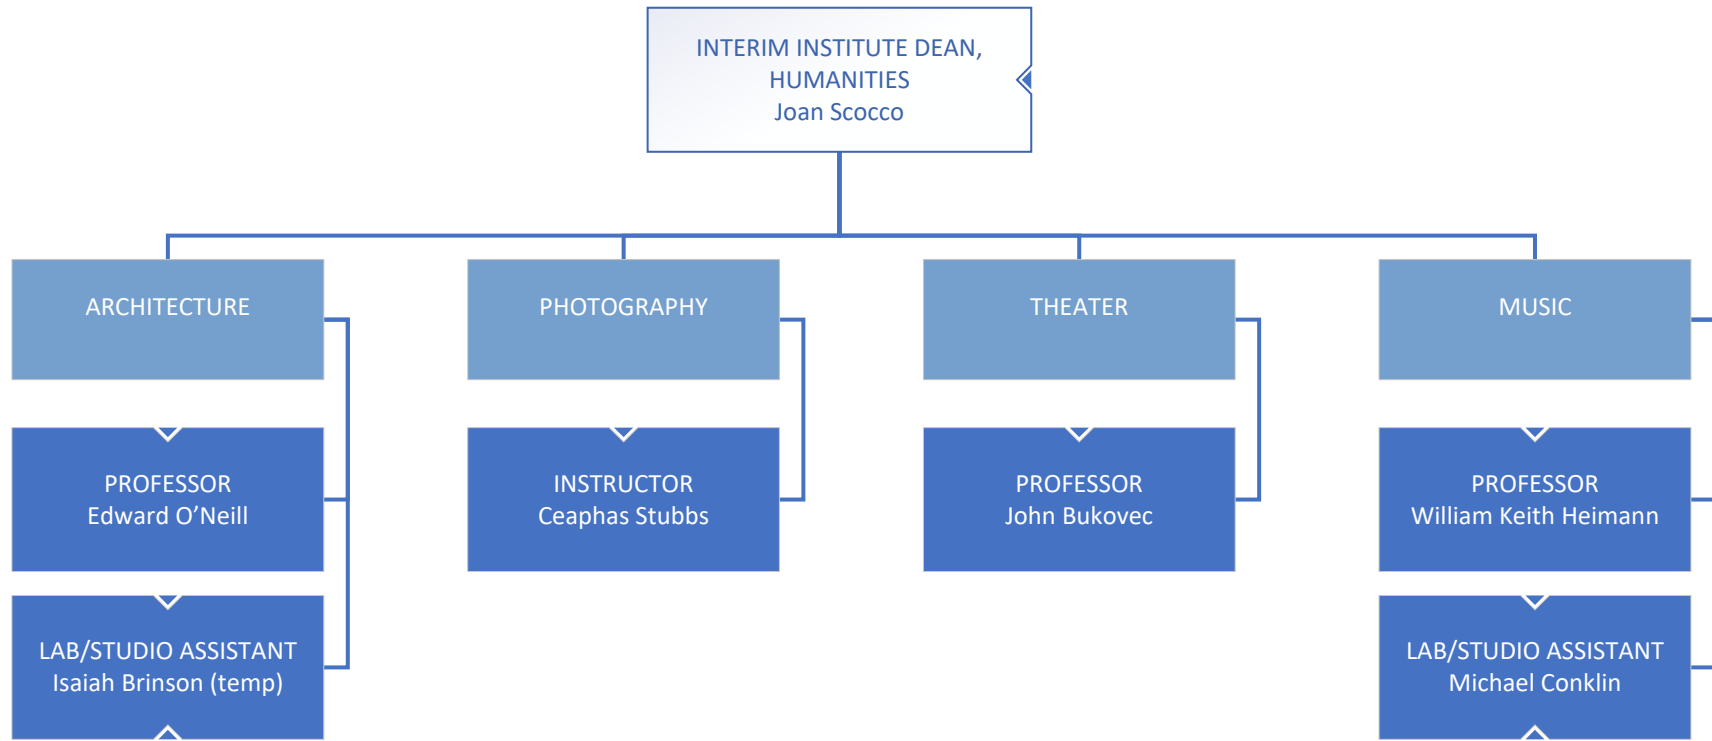 INTERIM INSTITUTE DEAN,
HUMANITIES
Joan Scocco
ARCHITECTURE
PHOTOGRAPHY
THEATER
MUSIC
PROFESSOR
Edward O’Neill
INSTRUCTOR
Ceaphas Stubbs
PROFESSOR
John Bukovec
PROFESSOR
William Keith Heimann
LAB/STUDIO ASSISTANT
Isaiah Brinson (temp)
LAB/STUDIO ASSISTANT
Michael Conklin